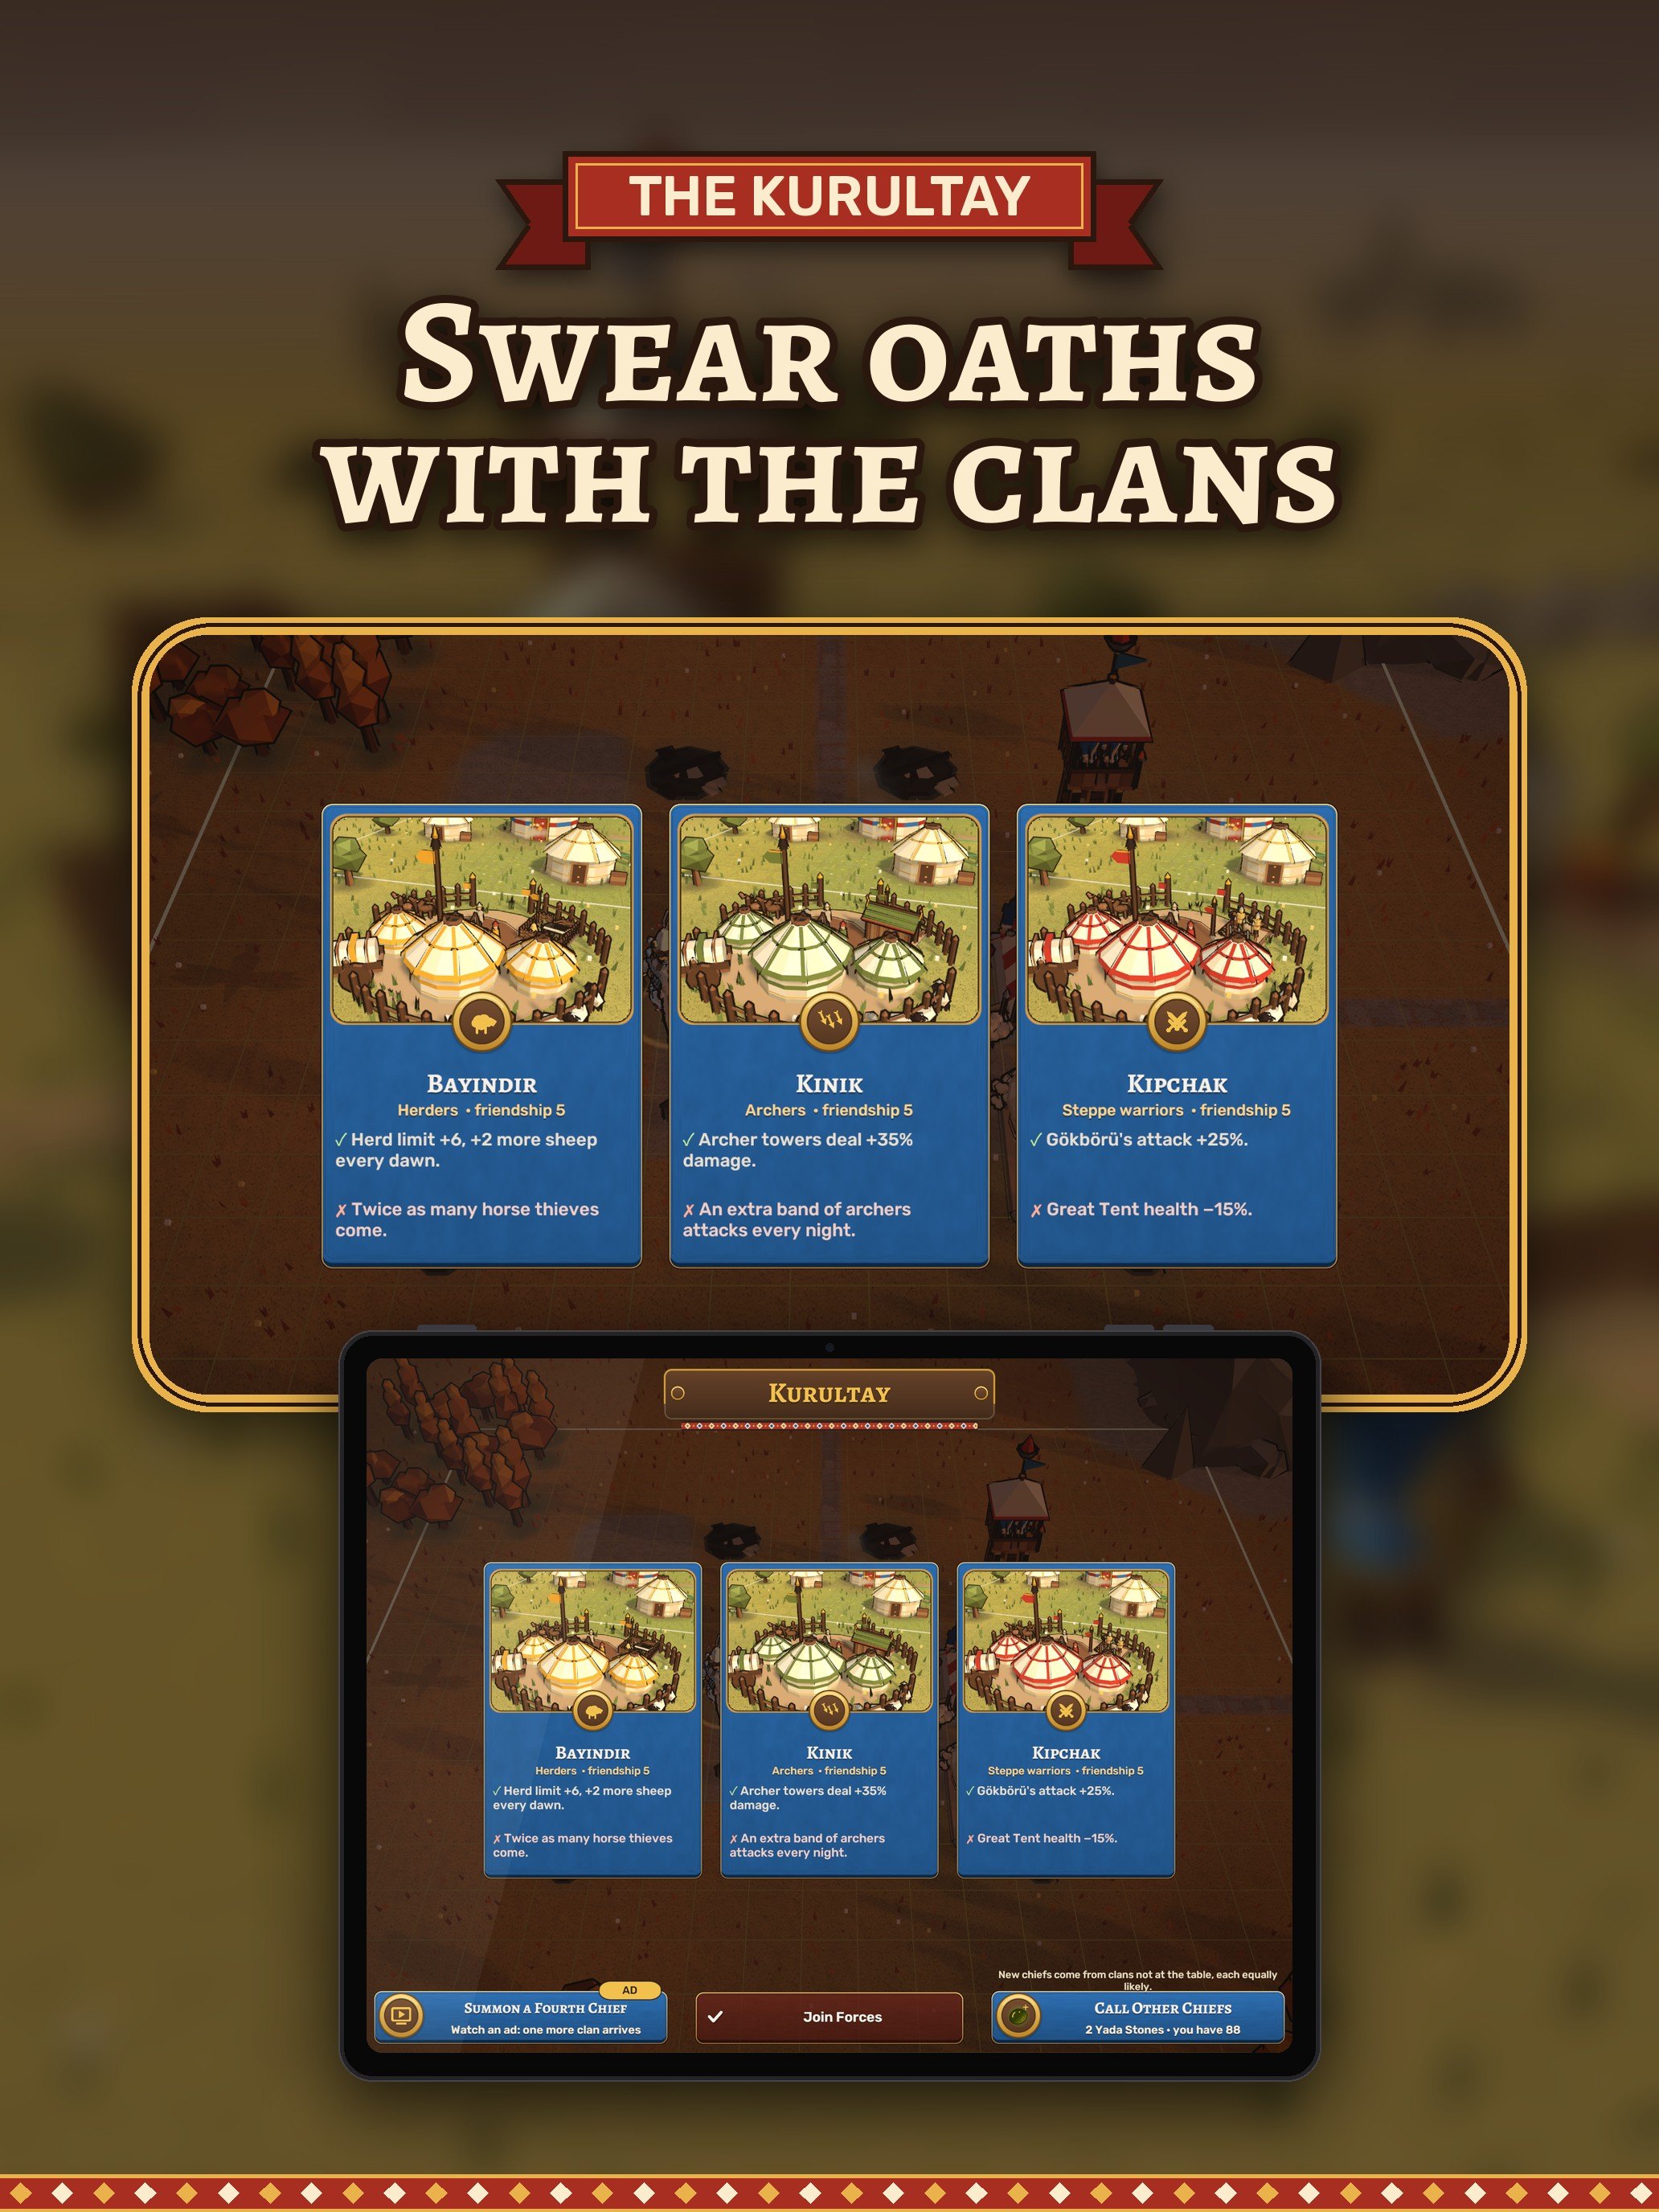 THE KURULTAY
SWEAR OATHS
WITH THE CLANS
BAYINDIR
Herders • friendship 5
✓ Herd limit +6, +2 more sheep
every dawn.
✗ Twice as many horse thieves
come.
KINIK
Archers • friendship 5
✓ Archer towers deal +35%
damage.
✗ An extra band of archers
attacks every night.
KIPCHAK
Steppe warriors • friendship 5
✓ Gökbörü's attack +25%.
✗ Great Tent health −15%.
KURULTAY
BAYINDIR
Herders • friendship 5
✓ Herd limit +6, +2 more sheep
every dawn.
✗ Twice as many horse thieves
come.
KINIK
Archers • friendship 5
✓ Archer towers deal +35%
damage.
✗ An extra band of archers
attacks every night.
KIPCHAK
Steppe warriors • friendship 5
✓ Gökbörü's attack +25%.
✗ Great Tent health −15%.
AD
SUMMON A FOURTH CHIEF
Watch an ad: one more clan arrives
Join Forces
New chiefs come from clans not at the table, each equally
likely.
CALL OTHER CHIEFS
2 Yada Stones • you have 88